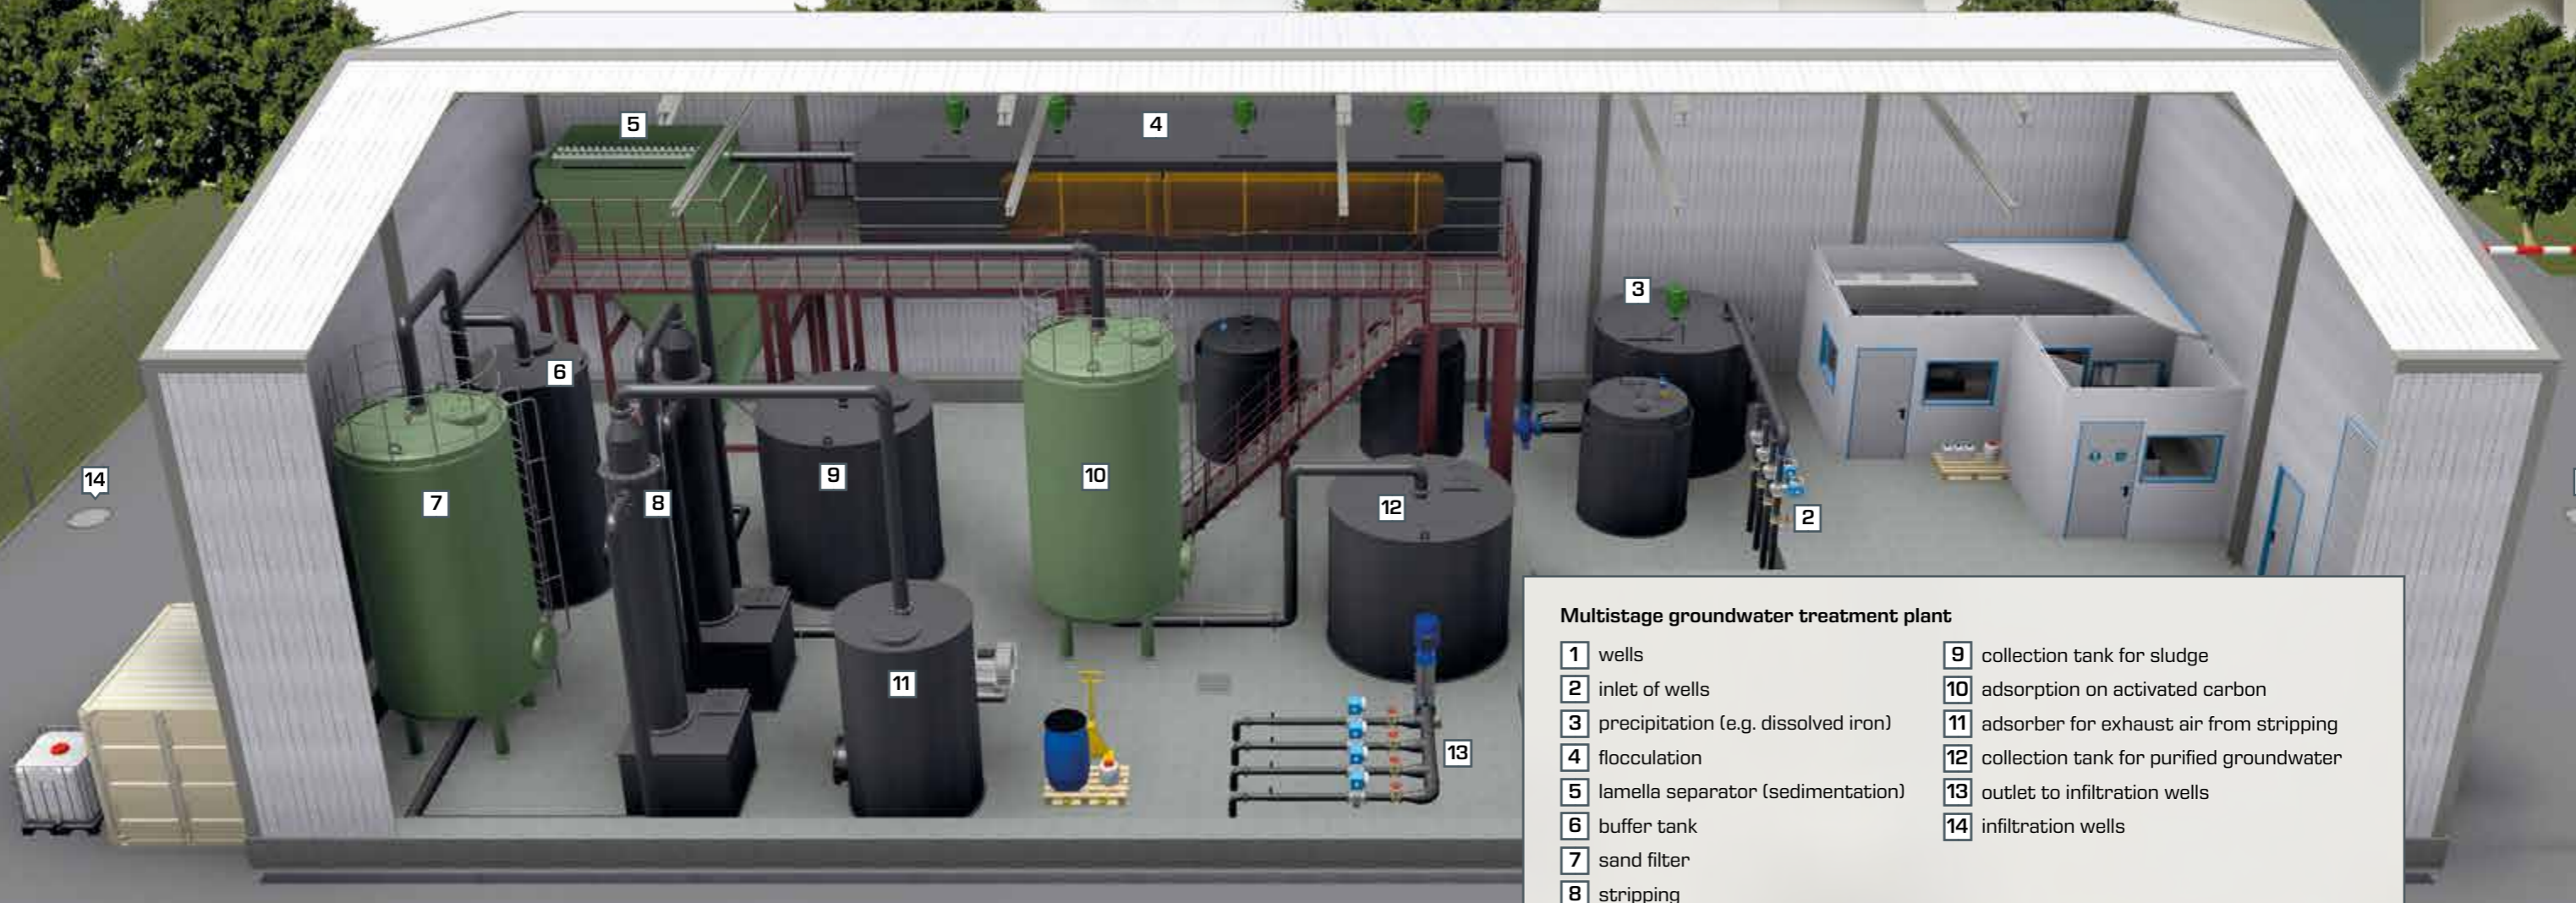 5
4
3
6
14
9
10
7
8
12
2
11
13
Multistage groundwater treatment plant
1 wells
2 inlet of wells
3 precipitation (e.g. dissolved iron)
4 flocculation
5 lamella separator (sedimentation)
6 buffer tank
7 sand filter
8 stripping
9 collection tank for sludge
10 adsorption on activated carbon
11 adsorber for exhaust air from stripping
12 collection tank for purified groundwater
13 outlet to infiltration wells
14 infiltration wells